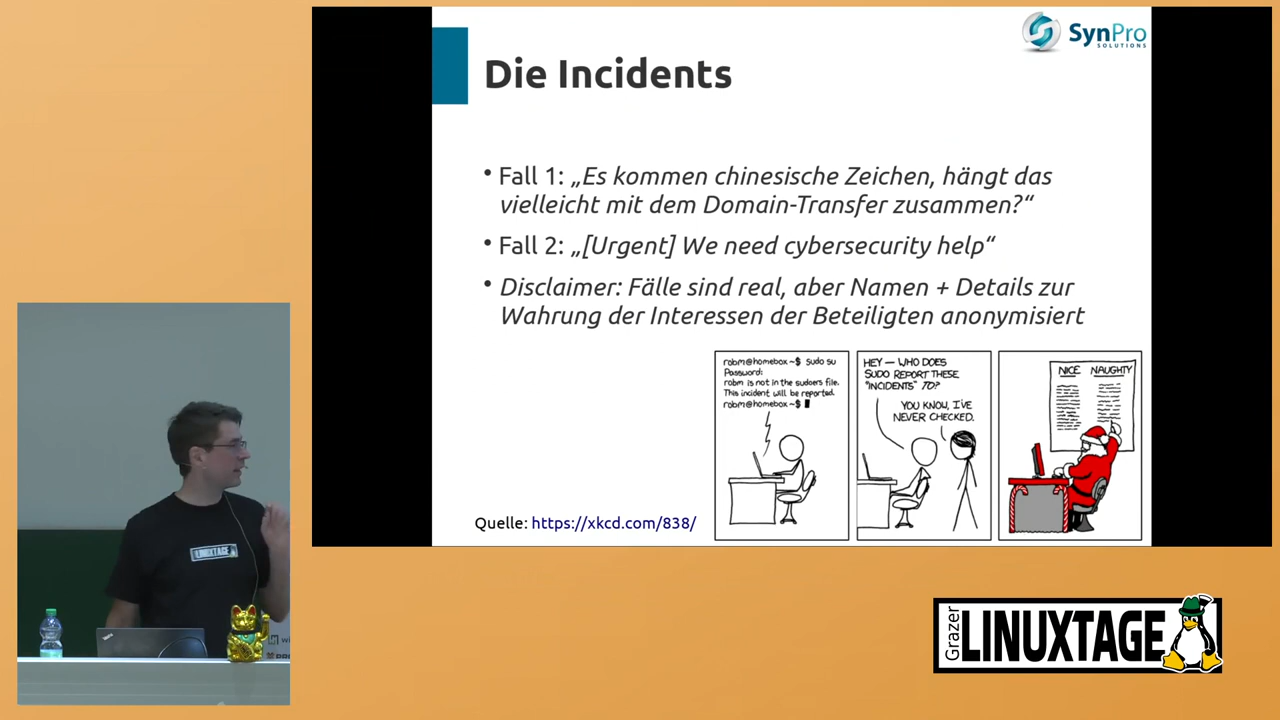 SynPro
SOLUTIONS
Die Incidents
• Fall 1: „Es kommen chinesische Zeichen, hängt das
vielleicht mit dem Domain-Transfer zusammen?“
• Fall 2: „[Urgent] We need cybersecurity help“
• Disclaimer: Fälle sind real, aber Namen + Details zur
Wahrung der Interessen der Beteiligten anonymisiert
robm@homebox~$ sudo su
Password:
robm is not in the sudoers file.
This incident will be reported.
robm@homebox~$
HEY — WHO DOES
SUDO REPORT THESE
"INCIDENTS" TO?
YOU KNOW, I'VE
NEVER CHECKED.
NICE NAUGHTY
Quelle: https://xkcd.com/838/
LINUXTAGE
Grazer
LINUXTAGE